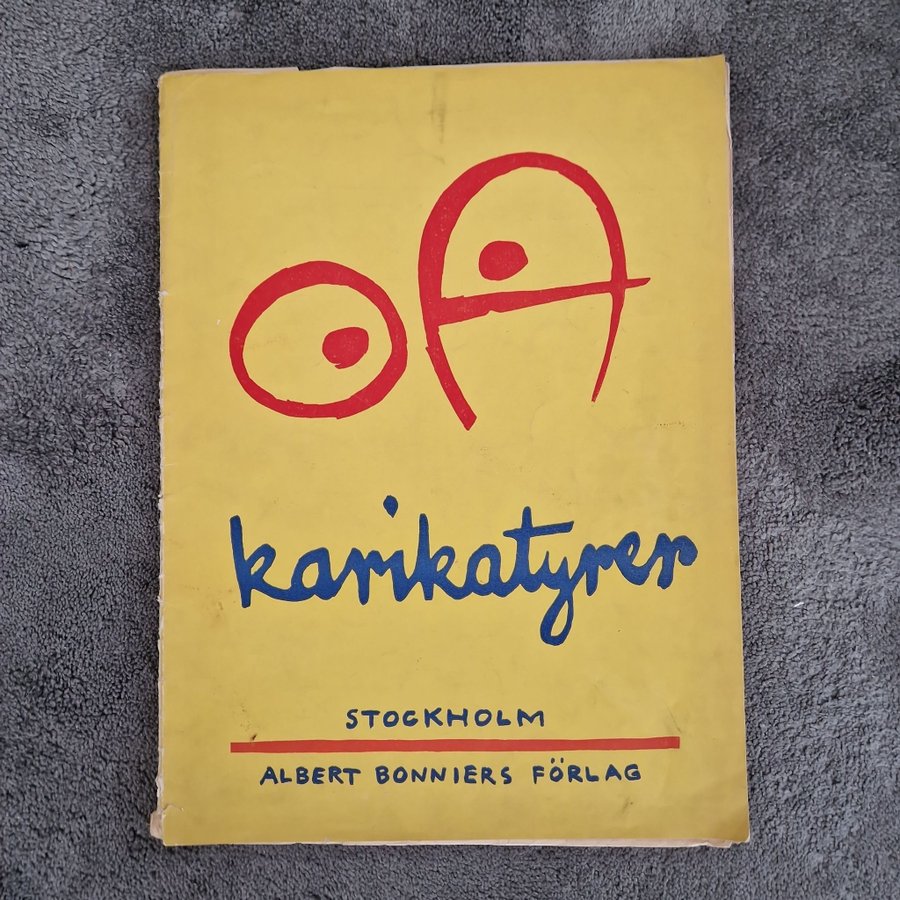 OA
karikatyrer
STOCKHOLM
ALBERT BONNIERS FÖRLAG